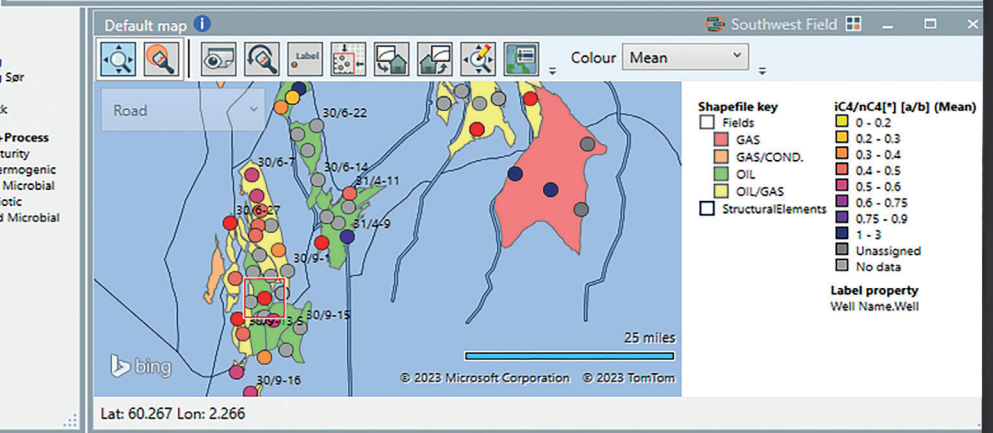 Default map
Southwest Field
Label
Colour
Mean
Road
30/6-22
30/6-7
30/6-14
31/4-11
30/6-27
31/4-9
30/9-1
30/9-15
30/9-13 S
30/9-16
25 miles
bing
© 2023 Microsoft Corporation © 2023 TomTom
Lat: 60.267 Lon: 2.266
Shapefile key
Fields
GAS
GAS/COND.
OIL
OIL/GAS
StructuralElements
iC4/nC4[*] [a/b] (Mean)
0 - 0.2
0.2 - 0.3
0.3 - 0.4
0.4 - 0.5
0.5 - 0.6
0.6 - 0.75
0.75 - 0.9
1 - 3
Unassigned
No data
Label property
Well Name.Well
Sør
+Process
turity
ermogenic
Microbial
iotic
d Microbial